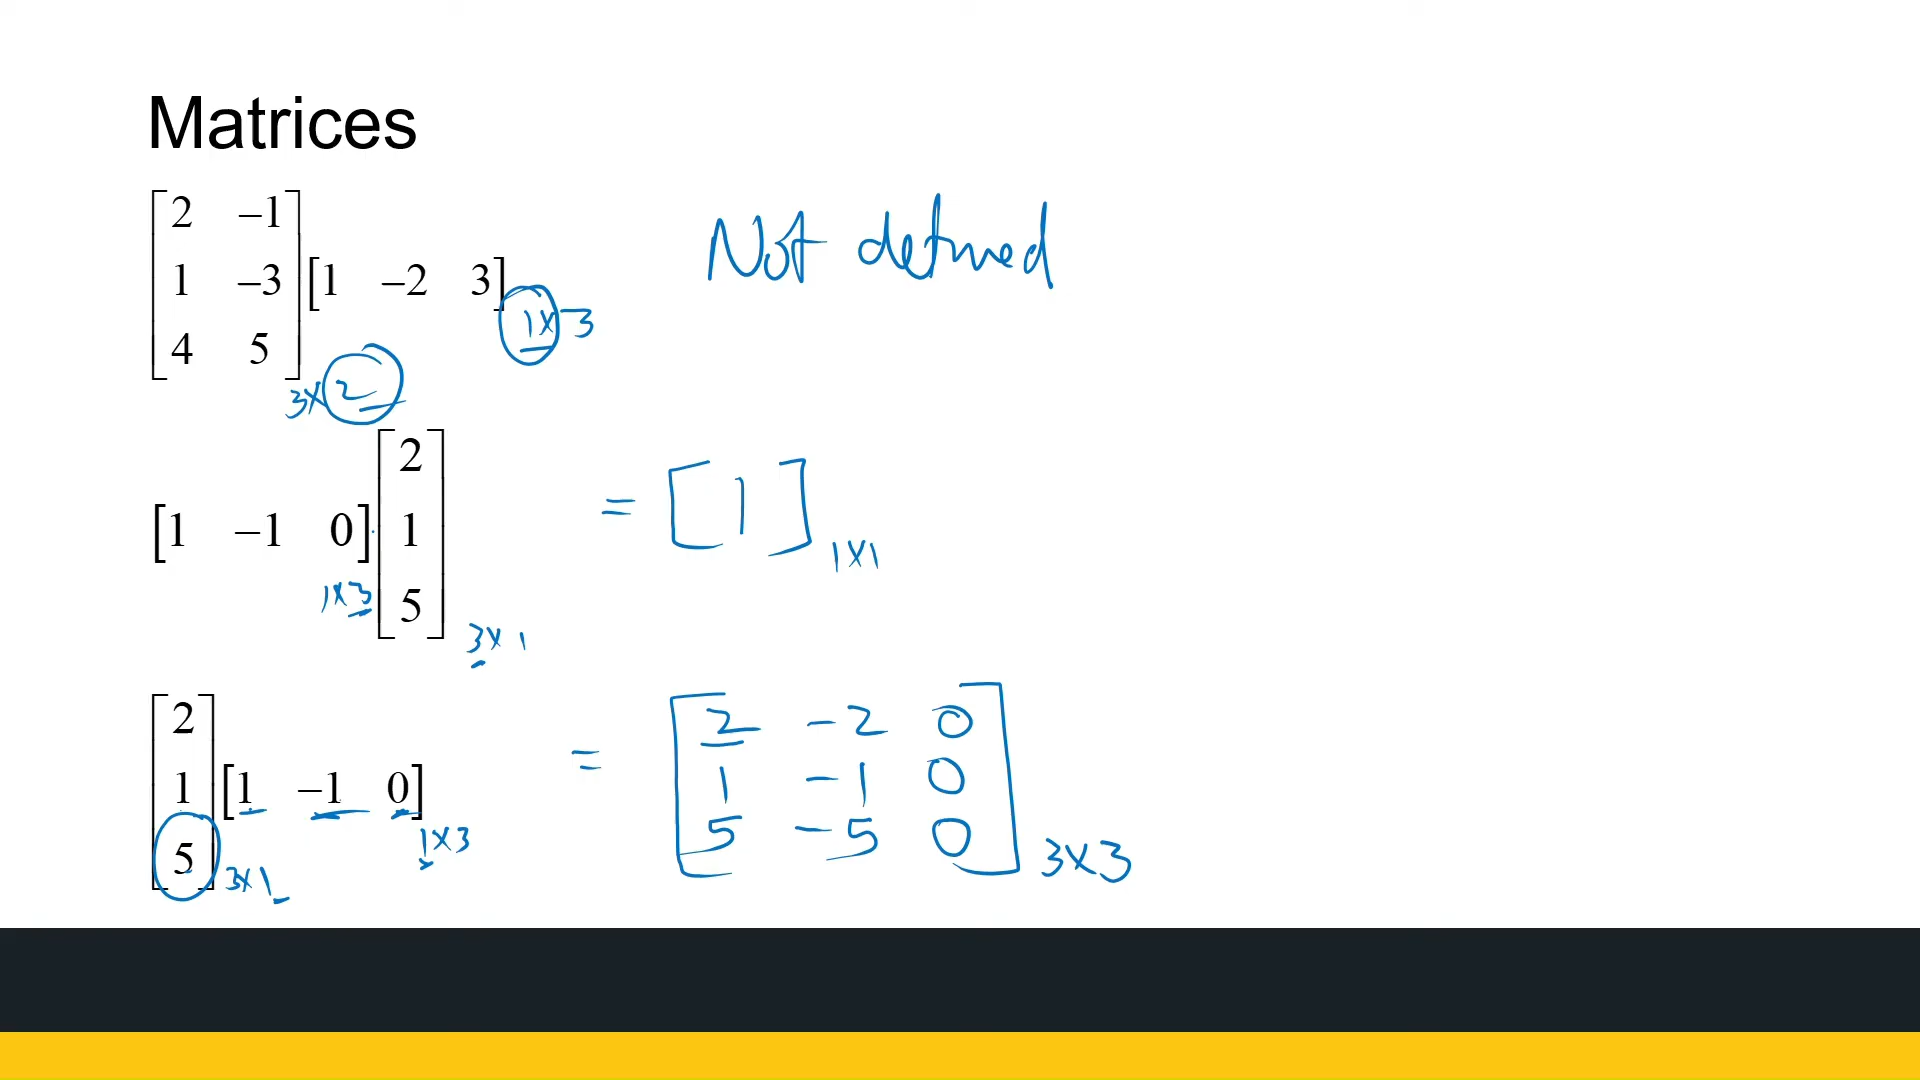 Matrices
2 –1
1 –3 [1 –2 3] Not defined
4 5 1x3
3x2
2
[1 –1 0] 1 = [1] 1x1
1x3 5 3x1
2 2 -2 0
1 [1 –1 0] = 1 -1 0
5 3x1 1x3 5 -5 0 3x3